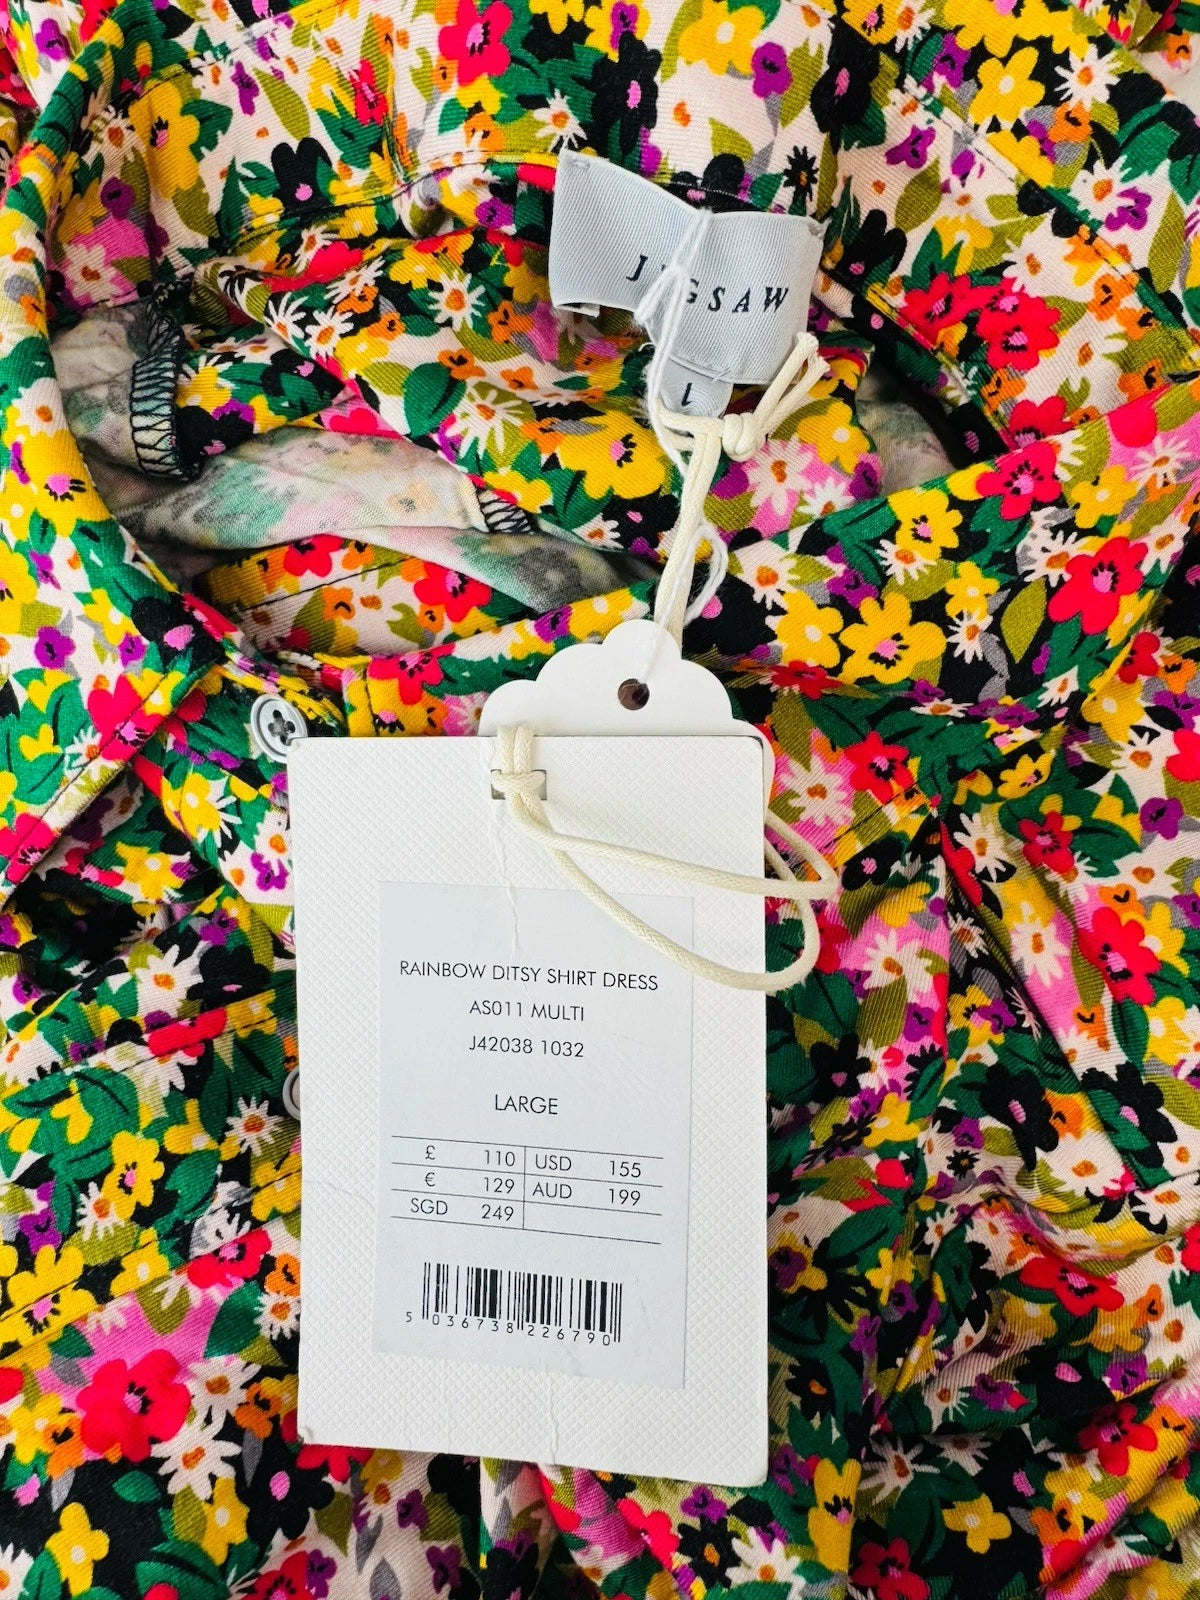 JIGSAW
L
RAINBOW DITSY SHIRT DRESS
AS011 MULTI
J42038 1032
LARGE
£ 110 USD 155
€ 129 AUD 199
SGD 249
5 036738 226790